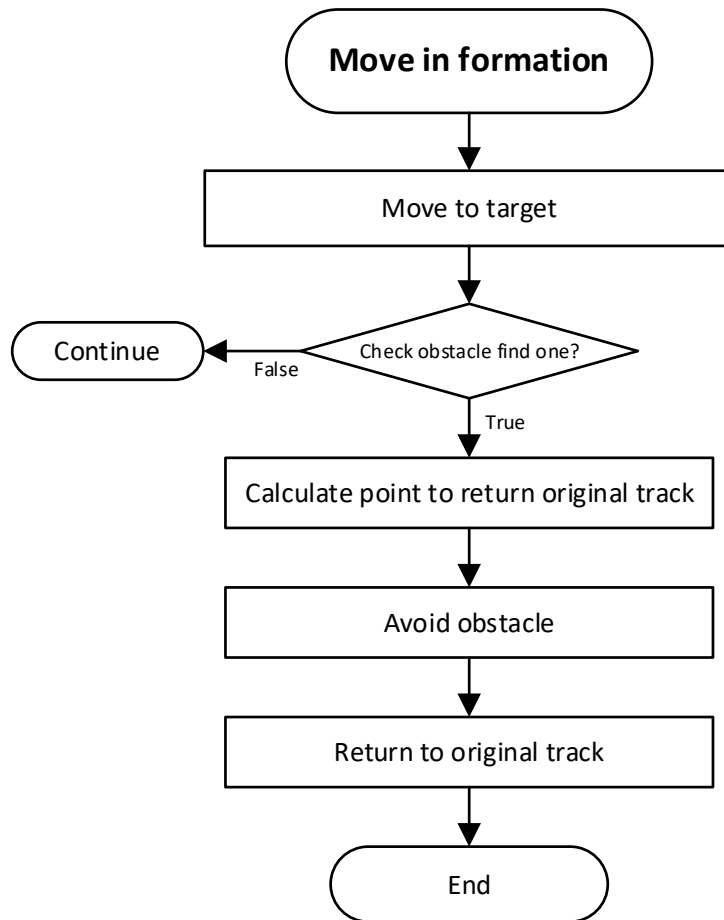 Move in formation
Move to target
Check obstacle find one?
Continue
False
True
Calculate point to return original track
Avoid obstacle
Return to original track
End